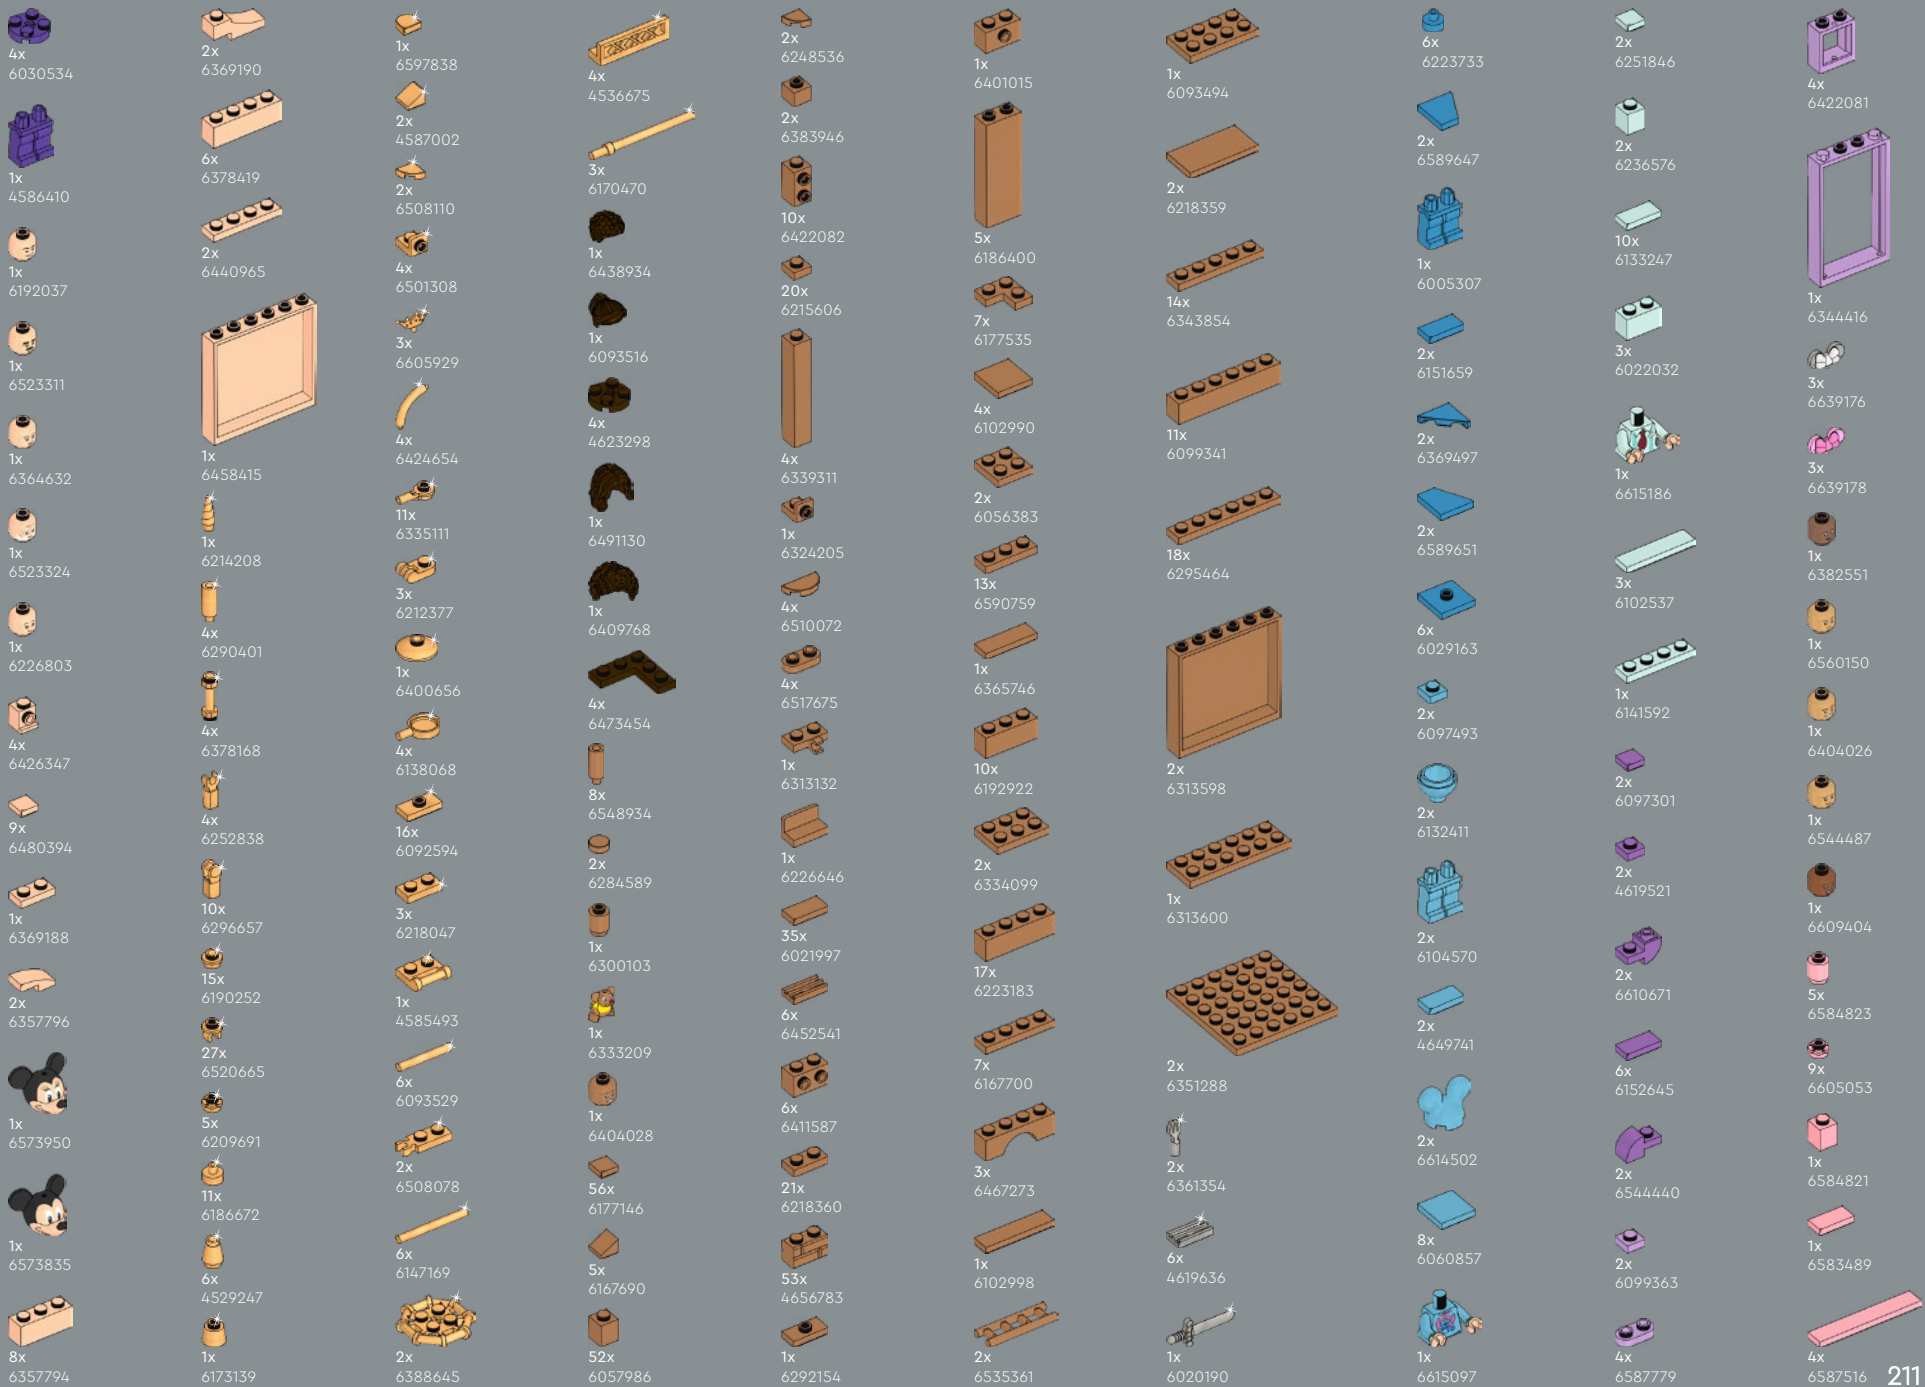 4x
6030534
1x
4586410
1x
6192037
1x
6523311
1x
6364632
1x
6523324
1x
6226803
4x
6426347
9x
6480394
1x
6369188
2x
6357796
1x
6573950
1x
6573835
8x
6357794
2x
6369190
6x
6378419
2x
6440965
1x
6458415
1x
6214208
4x
6290401
4x
6378168
4x
6252838
10x
6296657
15x
6190252
27x
6520665
5x
6209691
11x
6186672
6x
4529247
1x
6173139
1x
6597838
2x
4587002
2x
6508110
4x
6501308
3x
6605929
4x
6424654
11x
6335111
3x
6212377
1x
6400656
4x
6138068
16x
6092594
3x
6218047
1x
4585493
6x
6093529
2x
6508078
6x
6147169
2x
6388645
4x
4536675
3x
6170470
1x
6438934
1x
6093516
4x
4623298
1x
6491130
1x
6409768
4x
6473454
8x
6548934
2x
6284589
1x
6300103
1x
6333209
1x
6404028
56x
6177146
5x
6167690
52x
6057986
2x
6248536
2x
6383946
10x
6422082
20x
6215606
4x
6339311
1x
6324205
4x
6510072
4x
6517675
1x
6313132
1x
6226646
35x
6021997
6x
6452541
6x
6411587
21x
6218360
53x
4656783
1x
6292154
1x
6401015
5x
6186400
7x
6177535
4x
6102990
2x
6056383
13x
6590759
1x
6365746
10x
6192922
2x
6334099
17x
6223183
7x
6167700
3x
6467273
1x
6102998
2x
6535361
1x
6093494
2x
6218359
14x
6343854
11x
6099341
18x
6295464
2x
6313598
1x
6313600
2x
6351288
2x
6361354
6x
4619636
1x
6020190
6x
6223733
2x
6589647
1x
6005307
2x
6151659
2x
6369497
2x
6589651
6x
6029163
2x
6097493
2x
6132411
2x
6104570
2x
4649741
2x
6614502
8x
6060857
1x
6615097
2x
6251846
2x
6236576
10x
6133247
3x
6022032
1x
6615186
3x
6102537
1x
6141592
2x
6097301
2x
4619521
2x
6610671
6x
6152645
2x
6544440
2x
6099363
4x
6587779
4x
6422081
1x
6344416
3x
6639176
3x
6639178
1x
6382551
1x
6560150
1x
6404026
1x
6544487
1x
6609404
5x
6584823
9x
6605053
1x
6584821
1x
6583489
4x
6587516
211